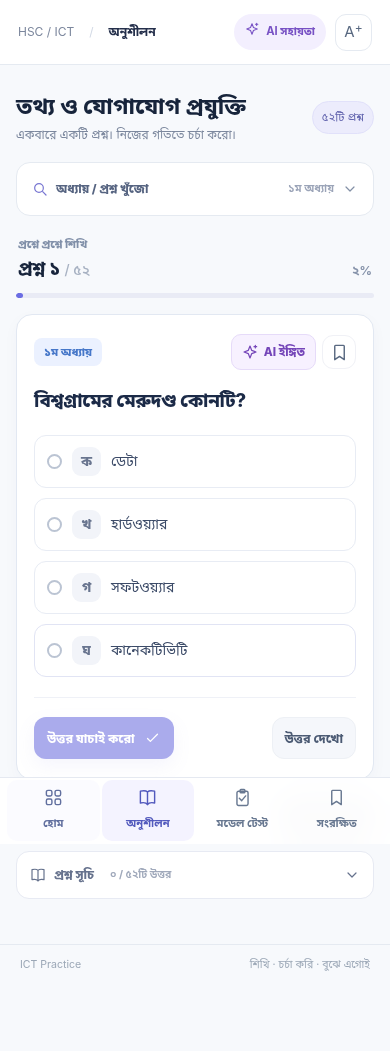 HSC / ICT / অনুশীলন AI সহায়তা A⁺
তথ্য ও যোগাযোগ প্রযুক্তি
একবারে একটি প্রশ্ন। নিজের গতিতে চর্চা করো।
৫২টি প্রশ্ন
অধ্যায় / প্রশ্ন খুঁজো ১ম অধ্যায়
প্রশ্নে প্রশ্নে শিখি
প্রশ্ন ১ / ৫২ ২%
১ম অধ্যায় AI ইঙ্গিত
বিশ্বগ্রামের মেরুদণ্ড কোনটি?
ক ডেটা
খ হার্ডওয়্যার
গ সফটওয়্যার
ঘ কানেকটিভিটি
উত্তর যাচাই করো উত্তর দেখো
হোম অনুশীলন মডেল টেস্ট সংরক্ষিত
প্রশ্ন সূচি ০ / ৫২টি উত্তর
ICT Practice শিখি · চর্চা করি · বুঝে এগোই